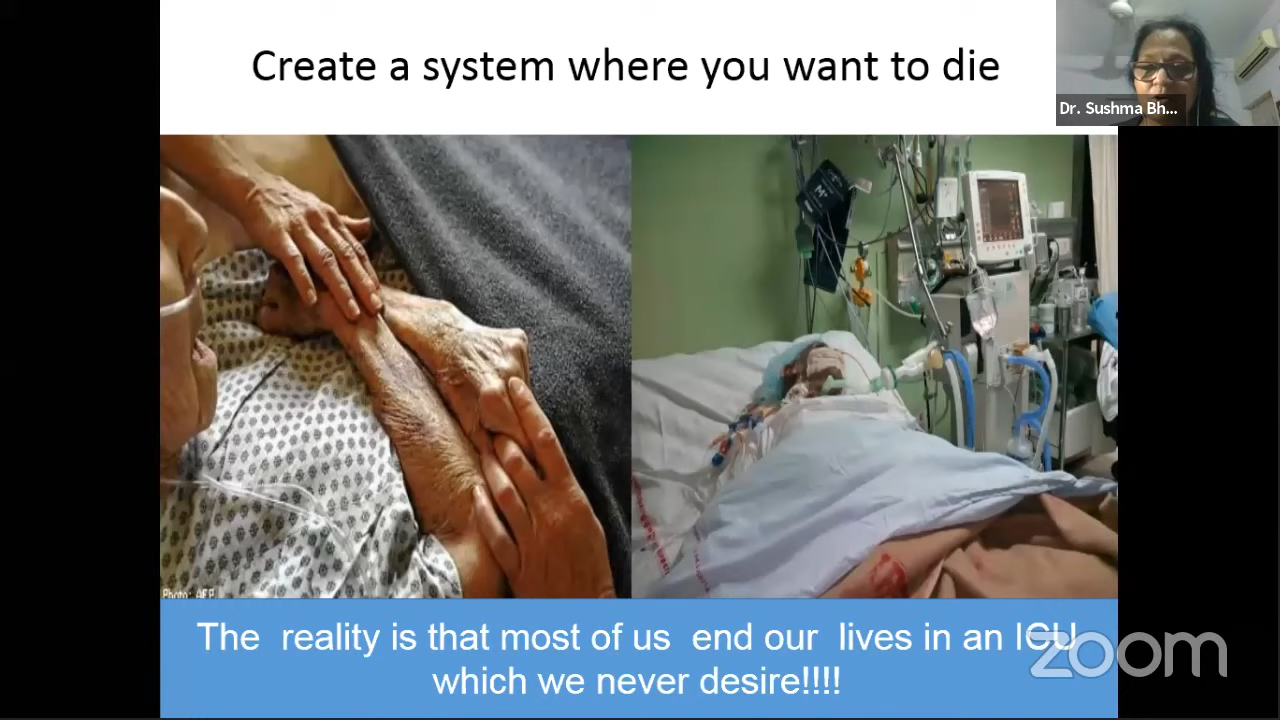 Create a system where you want to die
Dr. Sushma Bh...
Photo: AFP
The reality is that most of us end our lives in an ICU
which we never desire!!!!
zoom